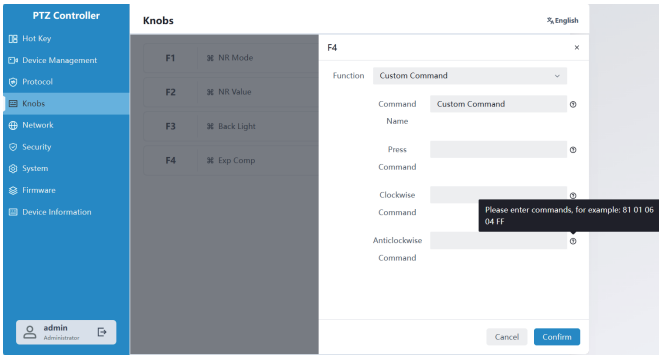 PTZ Controller
Knobs
English
Hot Key
Device Management
Protocol
Knobs
Network
Security
System
Firmware
Device Information
admin
Administrator
F1 ⌘ NR Mode
F2 ⌘ NR Value
F3 ⌘ Back Light
F4 ⌘ Exp Comp
F4 ×
Function Custom Command
Command Custom Command
Name
Press
Command
Clockwise
Command
Please enter commands, for example: 81 01 06
04 FF
Anticlockwise
Command
Cancel Confirm